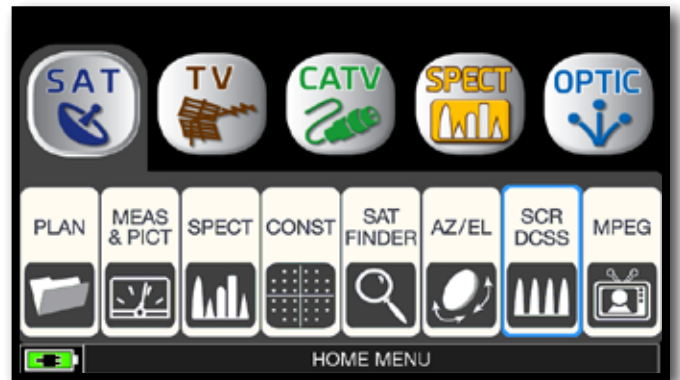 SAT
TV
CATV
SPECT
OPTIC
PLAN
MEAS
& PICT
SPECT
CONST
SAT
FINDER
AZ/EL
SCR
DCSS
MPEG
HOME MENU